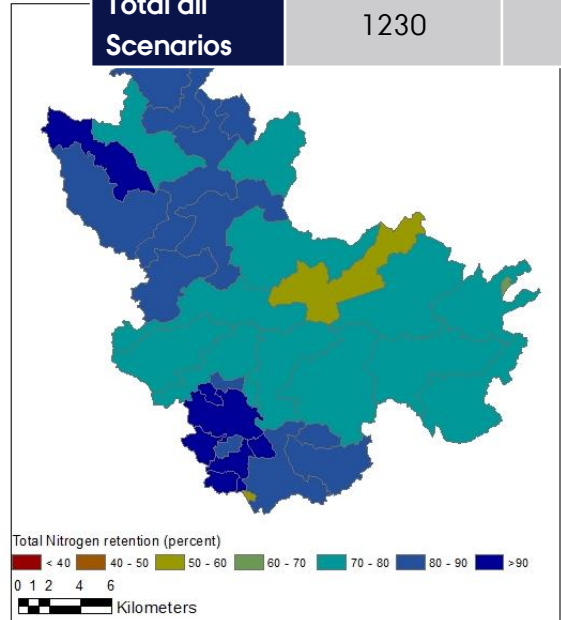 Total all
Scenarios
1230
Total Nitrogen retention (percent)
< 40 40 - 50 50 - 60 60 - 70 70 - 80 80 - 90 >90
0 1 2 4 6
Kilometers